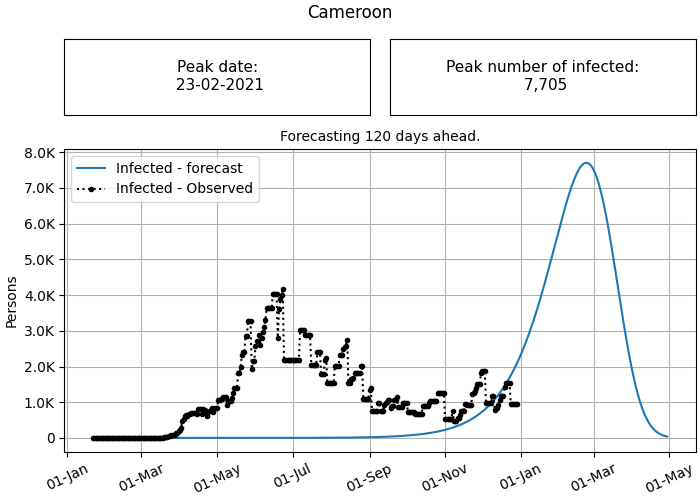 Cameroon
Peak date:
23-02-2021
Peak number of infected:
7,705
Forecasting 120 days ahead.
8.0K
7.0K
6.0K
5.0K
4.0K
3.0K
2.0K
1.0K
0
Persons
Infected - forecast
Infected - Observed
01-Jan
01-Mar
01-May
01-Jul
01-Sep
01-Nov
01-Jan
01-Mar
01-May